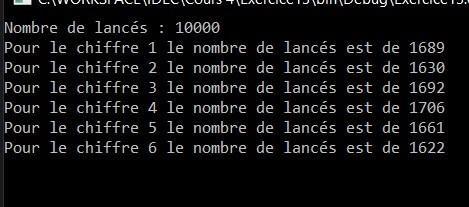 C:\WORKSPACE\IDEC\Cours 4\Exercice15\bin\Debug\Exercice15.
Nombre de lancés : 10000
Pour le chiffre 1 le nombre de lancés est de 1689
Pour le chiffre 2 le nombre de lancés est de 1630
Pour le chiffre 3 le nombre de lancés est de 1692
Pour le chiffre 4 le nombre de lancés est de 1706
Pour le chiffre 5 le nombre de lancés est de 1661
Pour le chiffre 6 le nombre de lancés est de 1622